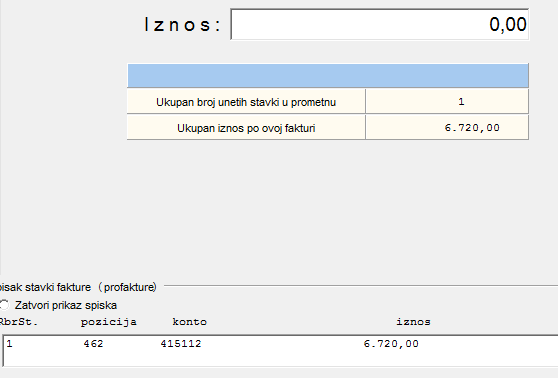 Iznos: 0,00
Ukupan broj unetih stavki u prometnu 1
Ukupan iznos po ovoj fakturi 6.720,00
pisak stavki fakture (profakture)
Zatvori prikaz spiska
RbrSt. pozicija konto iznos
1 462 415112 6.720,00